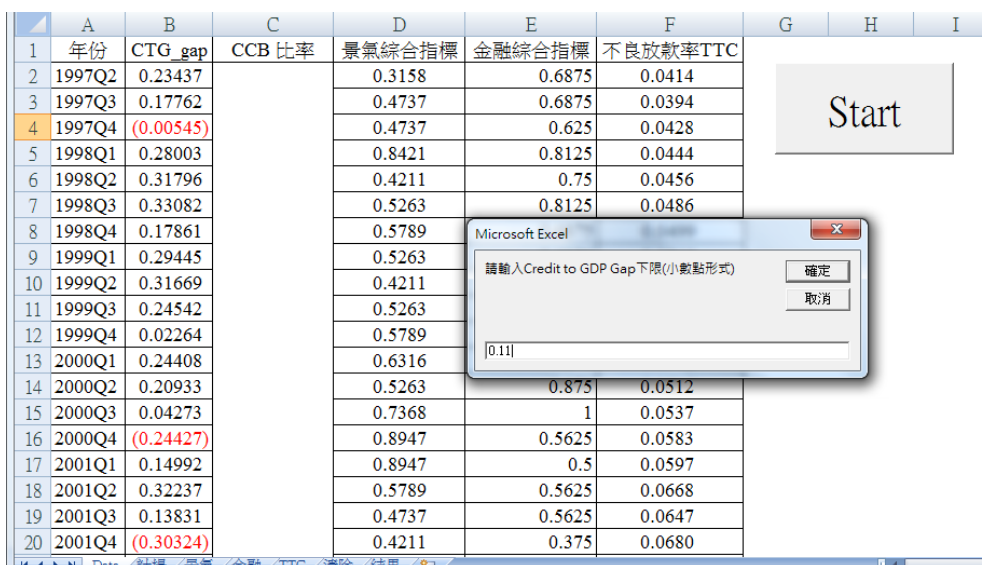 A B C D E F G H I
1 年份 CTG_gap CCB 比率 景氣綜合指標 金融綜合指標 不良放款率TTC
2 1997Q2 0.23437 0.3158 0.6875 0.0414
3 1997Q3 0.17762 0.4737 0.6875 0.0394
4 1997Q4 (0.00545) 0.4737 0.625 0.0428
5 1998Q1 0.28003 0.8421 0.8125 0.0444
6 1998Q2 0.31796 0.4211 0.75 0.0456
7 1998Q3 0.33082 0.5263 0.8125 0.0486
8 1998Q4 0.17861 0.5789
9 1999Q1 0.29445 0.5263
10 1999Q2 0.31669 0.4211
11 1999Q3 0.24542 0.5263
12 1999Q4 0.02264 0.5789
13 2000Q1 0.24408 0.6316
14 2000Q2 0.20933 0.5263 0.875 0.0512
15 2000Q3 0.04273 0.7368 1 0.0537
16 2000Q4 (0.24427) 0.8947 0.5625 0.0583
17 2001Q1 0.14992 0.8947 0.5 0.0597
18 2001Q2 0.32237 0.5789 0.5625 0.0668
19 2001Q3 0.13831 0.4737 0.5625 0.0647
20 2001Q4 (0.30324) 0.4211 0.375 0.0680
Start
Microsoft Excel
請輸入Credit to GDP Gap下限(小數點形式)
確定
取消
0.11